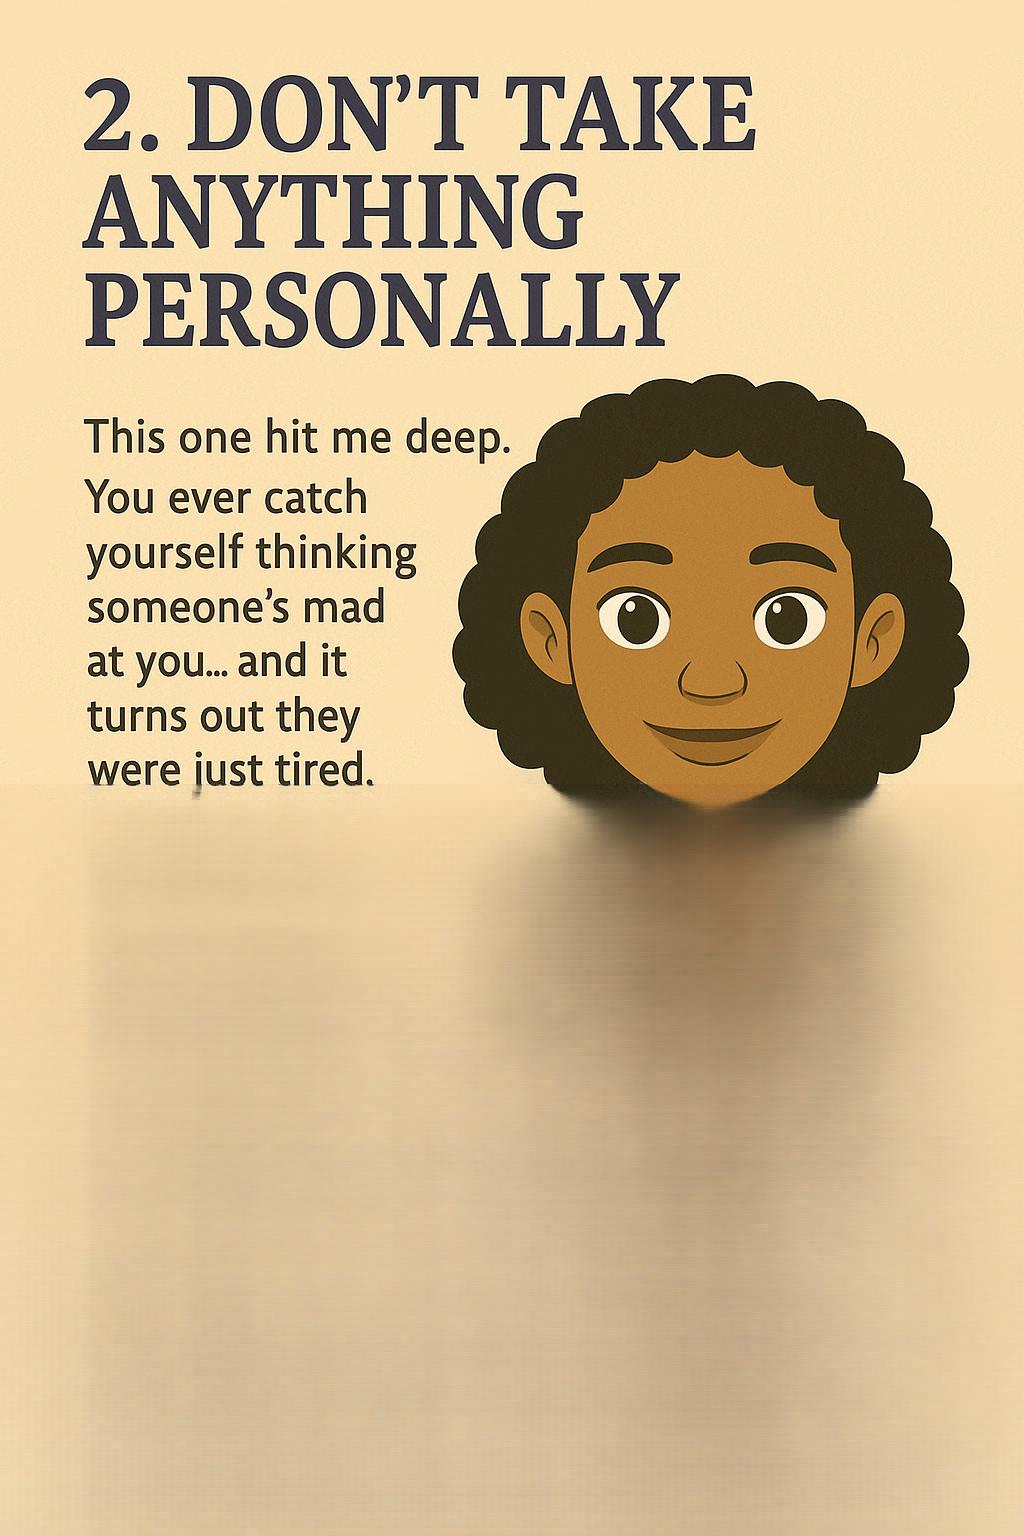 2. DON’T TAKE
ANYTHING
PERSONALLY
This one hit me deep.
You ever catch
yourself thinking
someone’s mad
at you... and it
turns out they
were just tired.